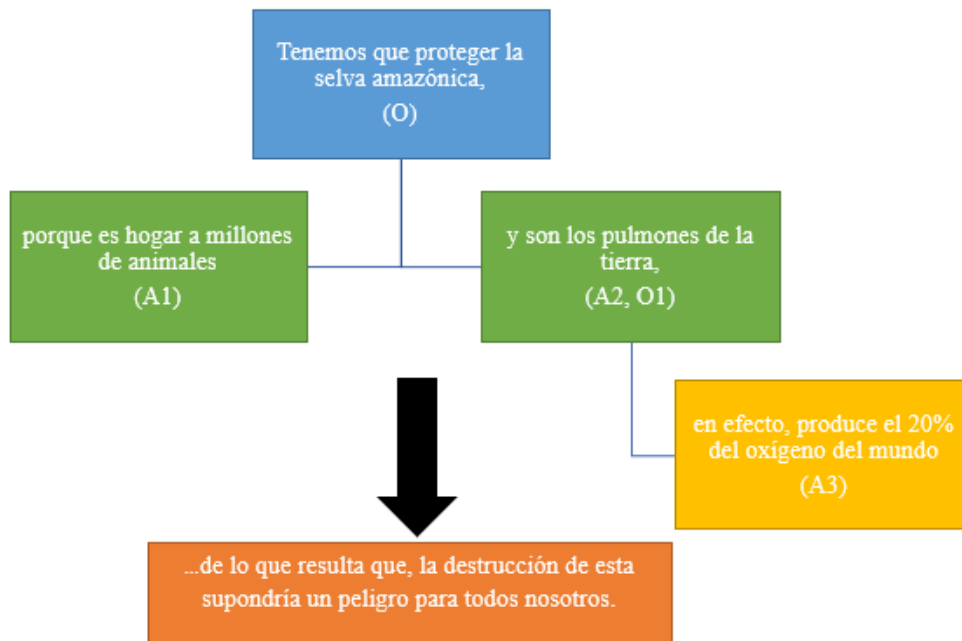 Tenemos que proteger la
selva amazónica,
(O)
porque es hogar a millones
de animales
(A1)
y son los pulmones de la
tierra,
(A2, O1)
en efecto, produce el 20%
del oxígeno del mundo
(A3)
...de lo que resulta que, la destrucción de esta
supondría un peligro para todos nosotros.